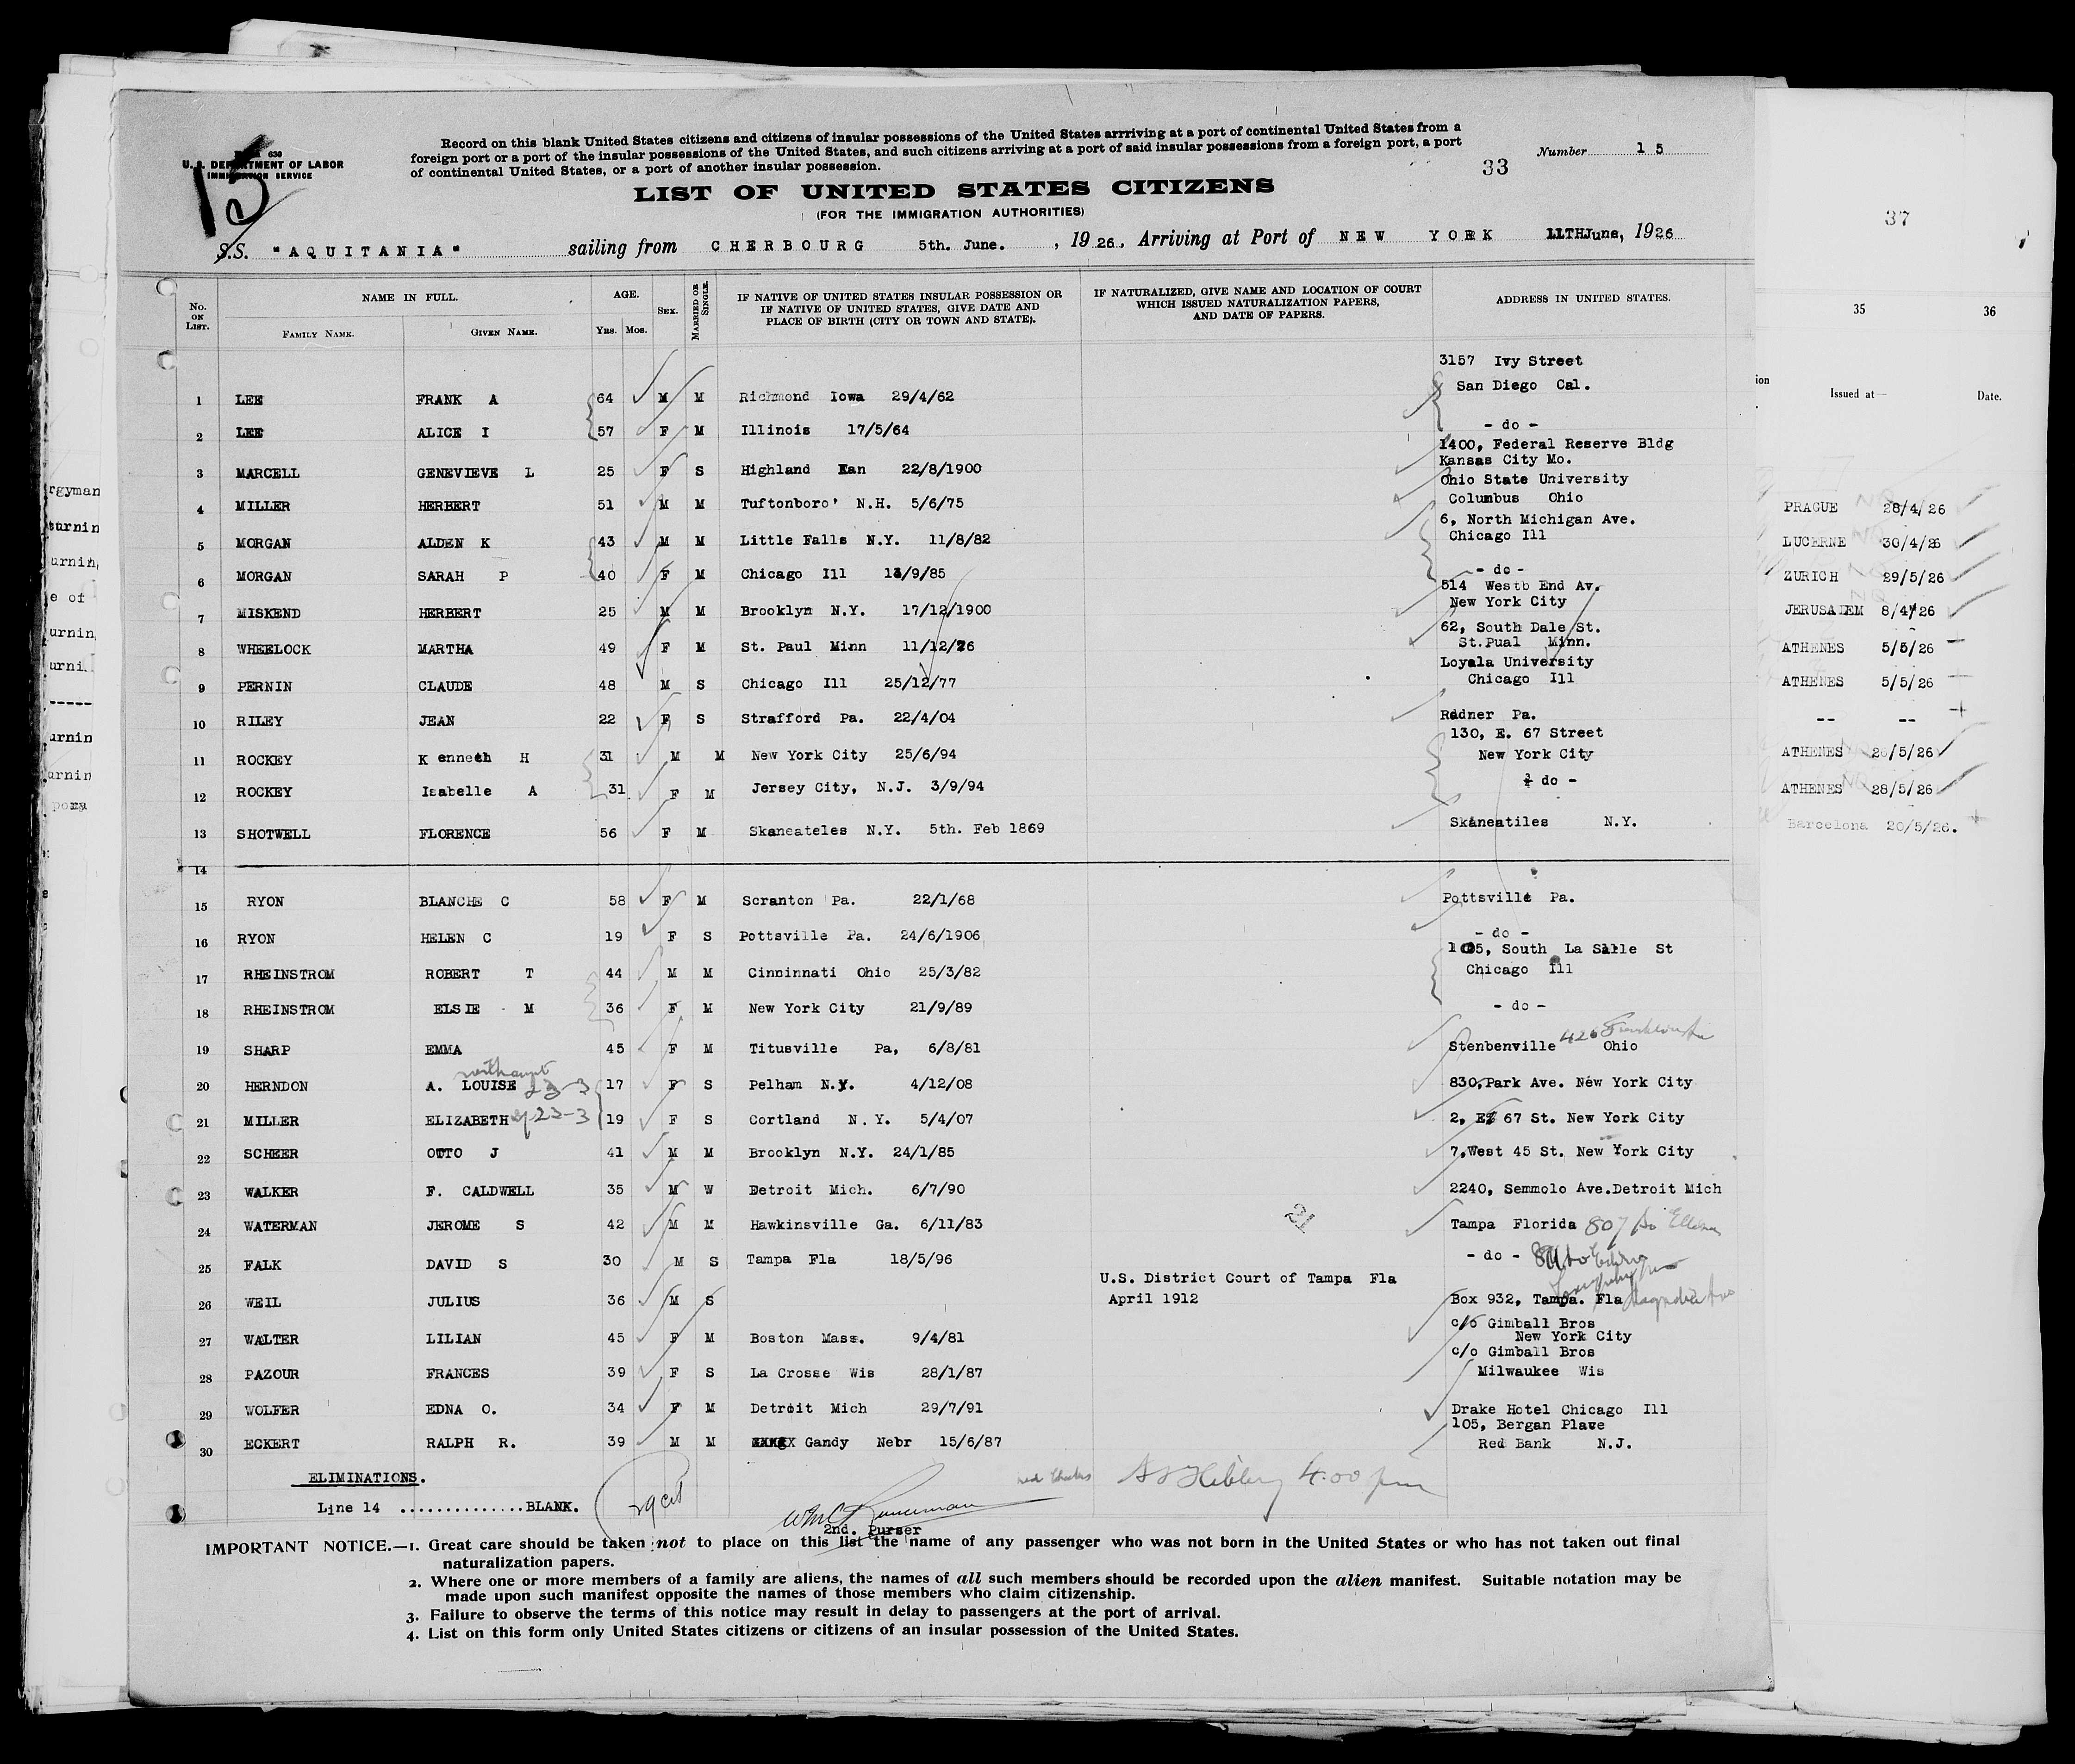 Record on this blank United States citizens and citizens of insular possessions of the United States arrriving at a port of continental United States from a
foreign port or a port of the insular possessions of the United States, and such citizens arriving at a port of said insular possessions from a foreign port, a port
of continental United States, or a port of another insular possession.
630
U. S. DEPARTMENT OF LABOR
IMMIGRATION SERVICE
15
33
Number 1 5
LIST OF UNITED STATES CITIZENS
(FOR THE IMMIGRATION AUTHORITIES)
S.S. "AQUITANIA" sailing from CHERBOURG 5th. June. , 19 26, Arriving at Port of NEW YORK 11THJune, 1926
No. ON LIST. NAME IN FULL. FAMILY NAME. GIVEN NAME. AGE. YRS. MOS. SEX. MARRIED OR SINGLE. IF NATIVE OF UNITED STATES INSULAR POSSESSION OR IF NATIVE OF UNITED STATES, GIVE DATE AND PLACE OF BIRTH (CITY OR TOWN AND STATE). IF NATURALIZED, GIVE NAME AND LOCATION OF COURT WHICH ISSUED NATURALIZATION PAPERS, AND DATE OF PAPERS. ADDRESS IN UNITED STATES.
1 LEE FRANK A 64 M M Richmond Iowa 29/4/62 3157 Ivy Street San Diego Cal.
2 LEE ALICE I 57 F M Illinois 17/5/64 - do -
3 MARCELL GENEVIEVE L 25 F S Highland Kan 22/8/1900 1400, Federal Reserve Bldg Kansas City Mo.
4 MILLER HERBERT 51 M M Tuftonboro' N.H. 5/6/75 Ohio State University Columbus Ohio
5 MORGAN ALDEN K 43 M M Little Falls N.Y. 11/8/82 6, North Michigan Ave. Chicago Ill
6 MORGAN SARAH P 40 F M Chicago Ill 13/9/85 - do -
7 MISKEND HERBERT 25 M M Brooklyn N.Y. 17/12/1900 514 Westb End Av. New York City
8 WHEELOCK MARTHA 49 F M St. Paul Minn 11/12/76 62, South Dale St. St.Pual Minn.
9 PERNIN CLAUDE 48 M S Chicago Ill 25/12/77 Loyala University Chicago Ill
10 RILEY JEAN 22 F S Strafford Pa. 22/4/04 Radner Pa.
11 ROCKEY K enneth H 31 M M New York City 25/6/94 130, E. 67 Street New York City
12 ROCKEY Isabelle A 31 F M Jersey City, N.J. 3/9/94 - do -
13 SHOTWELL FLORENCE 56 F M Skaneateles N.Y. 5th. Feb 1869 Skaneatiles N.Y.
14
15 RYON BLANCHE C 58 F M Scranton Pa. 22/1/68 Pottsville Pa.
16 RYON HELEN C 19 F S Pottsville Pa. 24/6/1906 - do -
17 RHEINSTROM ROBERT T 44 M M Cincinnati Ohio 25/3/82 105, South La Salle St Chicago Ill
18 RHEINSTROM ELSIE M 36 F M New York City 21/9/89 - do -
19 SHARP EMMA 45 F M Titusville Pa, 6/8/81 Stenbenville Ohio
20 HERNDON A. LOUISE with aunt 23-3 17 F S Pelham N.Y. 4/12/08 830,Park Ave. New York City
21 MILLER ELIZABETH 23-3 19 F S Cortland N.Y. 5/4/07 2, E 67 St. New York City
22 SCHEER OTTO J 41 M M Brooklyn N.Y. 24/1/85 7,West 45 St. New York City
23 WALKER F. CALDWELL 35 M W Detroit Mich. 6/7/90 2240, Semmolo Ave.Detroit Mich
24 WATERMAN JEROME S 42 M M Hawkinsville Ga. 6/11/83 21 Tampa Florida 807 So
25 FALK DAVID S 30 M S Tampa Fla 18/5/96 - do -
26 WEIL JULIUS 36 M S U.S. District Court of Tampa Fla April 1912 Box 932, Tampa. Fla
27 WALTER LILIAN 45 F M Boston Mass. 9/4/81 c/o Gimball Bros New York City
28 PAZOUR FRANCES 39 F S La Crosse Wis 28/1/87 c/o Gimball Bros Milwaukee Wis
29 WOLFER EDNA O. 34 F M Detroit Mich 29/7/91 Drake Hotel Chicago Ill
30 ECKERT RALPH R. 39 M M Gandy Nebr 15/6/87 105, Bergan Plave Red Bank N.J.
ELIMINATIONS.
Line 14 ..............BLANK.
4.00 pm
2nd. Purser
IMPORTANT NOTICE.—1. Great care should be taken not to place on this list the name of any passenger who was not born in the United States or who has not taken out final
naturalization papers.
2. Where one or more members of a family are aliens, the names of all such members should be recorded upon the alien manifest. Suitable notation may be
made upon such manifest opposite the names of those members who claim citizenship.
3. Failure to observe the terms of this notice may result in delay to passengers at the port of arrival.
4. List on this form only United States citizens or citizens of an insular possession of the United States.
37
35 36
Issued at— Date.
PRAGUE 28/4/26
LUCERNE 30/4/26
ZURICH 29/5/26
JERUSALEM 8/4/26
ATHENES 5/5/26
ATHENES 5/5/26
-- --
ATHENES 28/5/26
ATHENES 28/5/26
Barcelona 20/5/26.